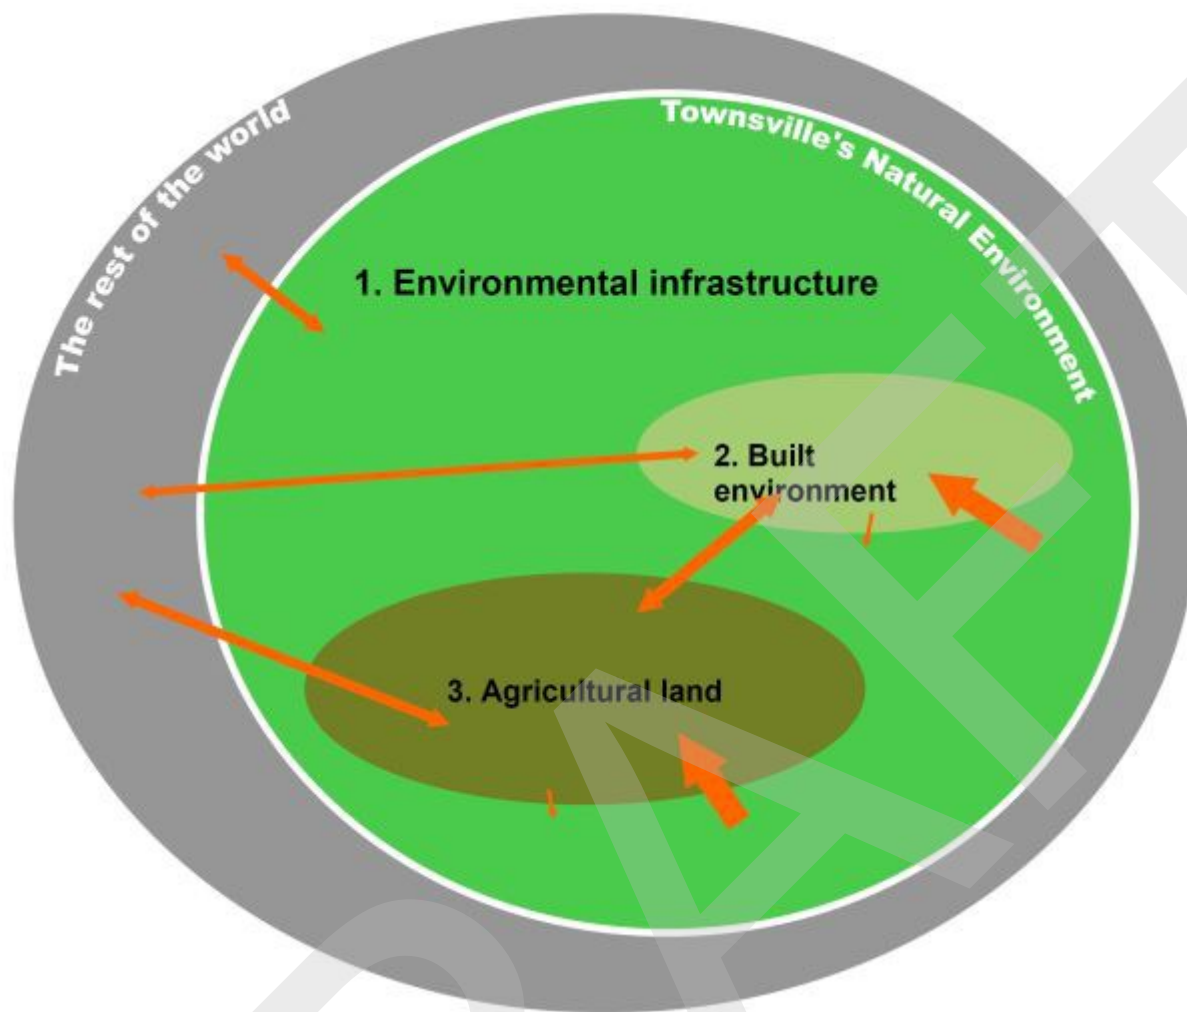 The rest of the world
Townsville's Natural Environment
1. Environmental infrastructure
2. Built
environment
3. Agricultural land
DRAFT